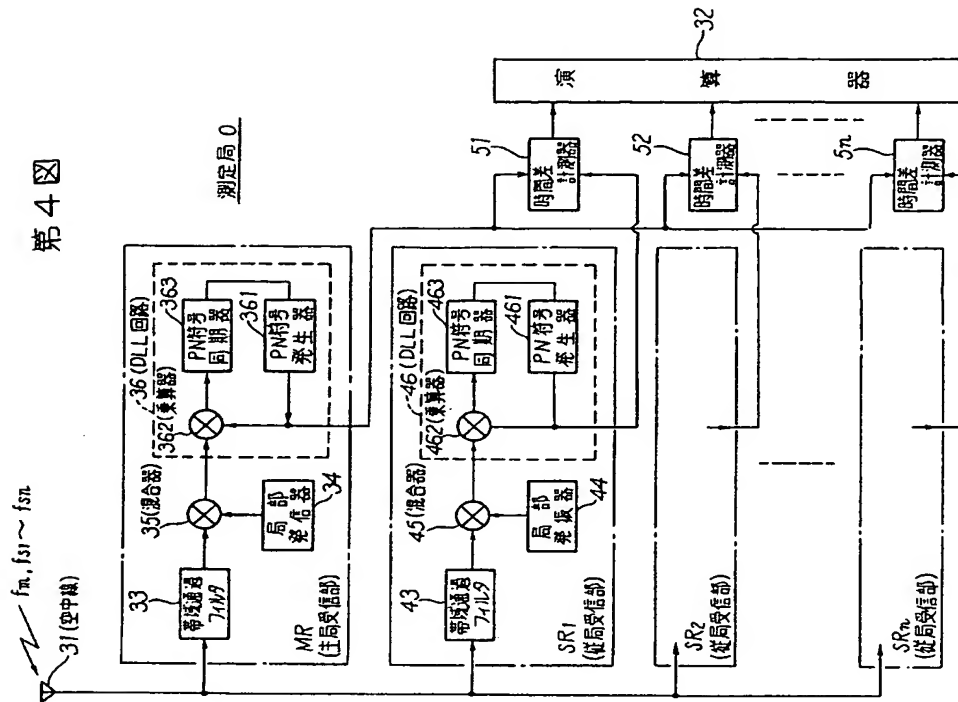 第4図
fm, fs1～fsn
31(空中線)
測定局 0
33
帯域通過
フィルタ
35(混合器)
局部
発信器
34
36(DLL回路)
362(乗算器)
363
PN符号
同期器
361
PN符号
発生器
MR
(主局受信部)
43
帯域通過
フィルタ
45(混合器)
局部
発振器
44
46(DLL回路)
462(乗算器)
463
PN符号
同期器
461
PN符号
発生器
SR1
(従局受信部)
SR2
(従局受信部)
SRn
(従局受信部)
51
時間差
計測器
52
時間差
計測器
5n
時間差
計測器
32
演算器